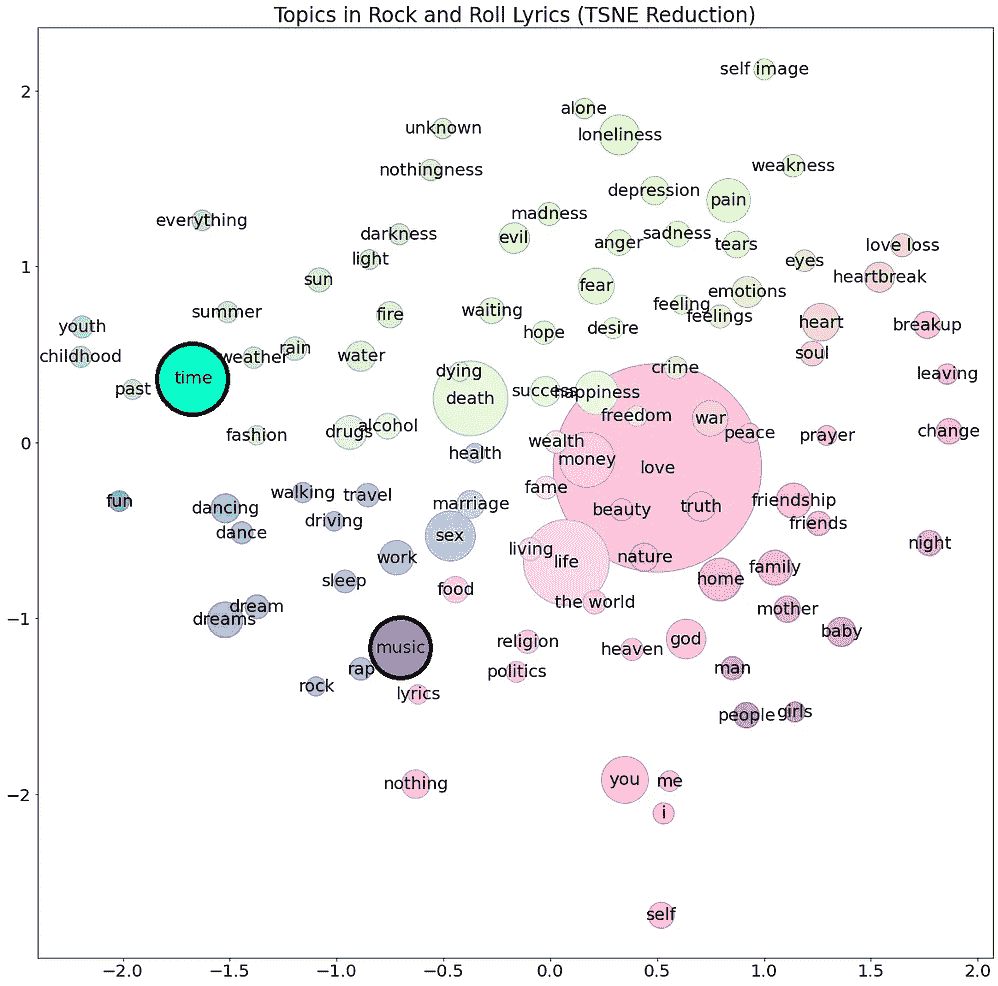 Topics in Rock and Roll Lyrics (TSNE Reduction)
2
1
0
−1
−2
self image
alone
loneliness
unknown
nothingness
weakness
depression
pain
madness
everything
darkness
evil
anger
sadness
tears
love loss
light
eyes
sun
heartbreak
fear
emotions
summer
fire
waiting
feeling
feelings
youth
hope
desire
heart
breakup
childhood
weather
rain
water
soul
time
dying
crime
leaving
past
death
success
happiness
freedom
war
fashion
drugs
alcohol
peace
prayer
change
health
wealth
money
love
fame
fun
dancing
walking
travel
marriage
beauty
truth
friendship
dance
driving
sex
friends
night
work
living
life
nature
sleep
food
home
family
the world
dreams
dream
mother
baby
music
religion
heaven
god
rap
politics
man
rock
lyrics
people
girls
nothing
you
me
i
self
−2.0
−1.5
−1.0
−0.5
0.0
0.5
1.0
1.5
2.0